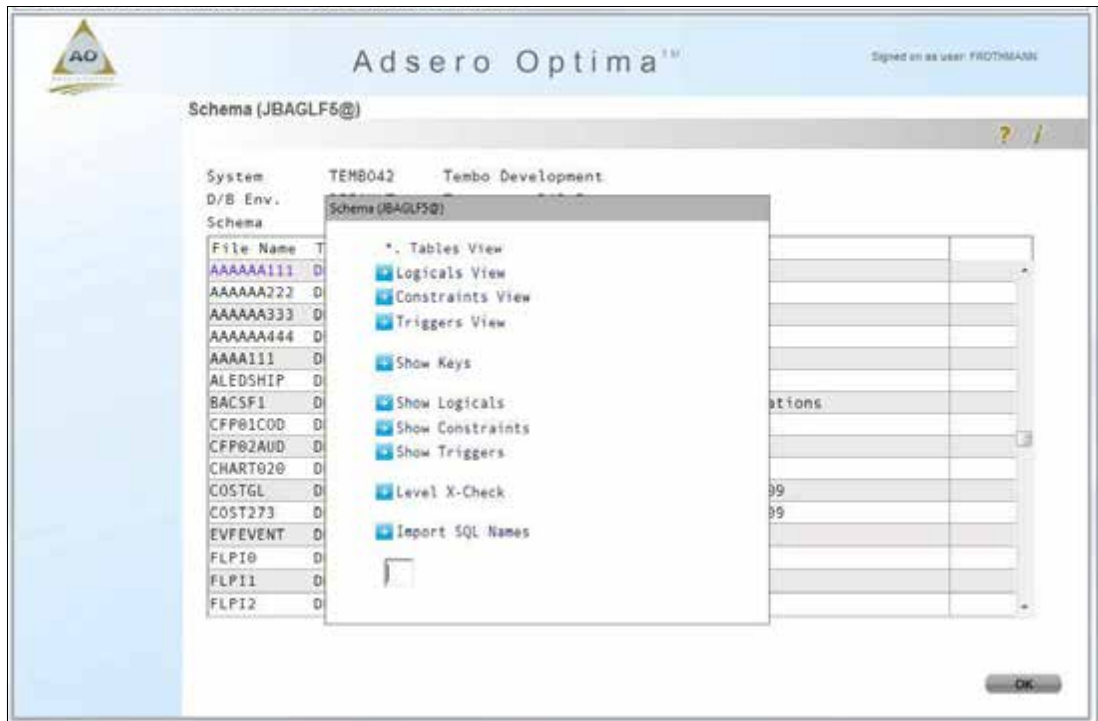 AO
Adsero Optima™
Signed on as user: FROTHMANN
Schema (JBAGLF5@)
? i
System TEMBO42 Tembo Development
D/B Env.
Schema
Schema (JBAGLF5@)
File Name T
AAAAAA111 D
AAAAAA222 D
AAAAAA333 D
AAAAAA444 D
AAAA111 D
ALEDSHIP D
BACSF1 D ations
CFP01COD D
CFP02AUD D
CHART020 D
COSTGL D 99
COST273 D 99
EVFEVENT D
FLPI0 D
FLPI1 D
FLPI2 D
*. Tables View
Logicals View
Constraints View
Triggers View
Show Keys
Show Logicals
Show Constraints
Show Triggers
Level X-Check
Import SQL Names
OK